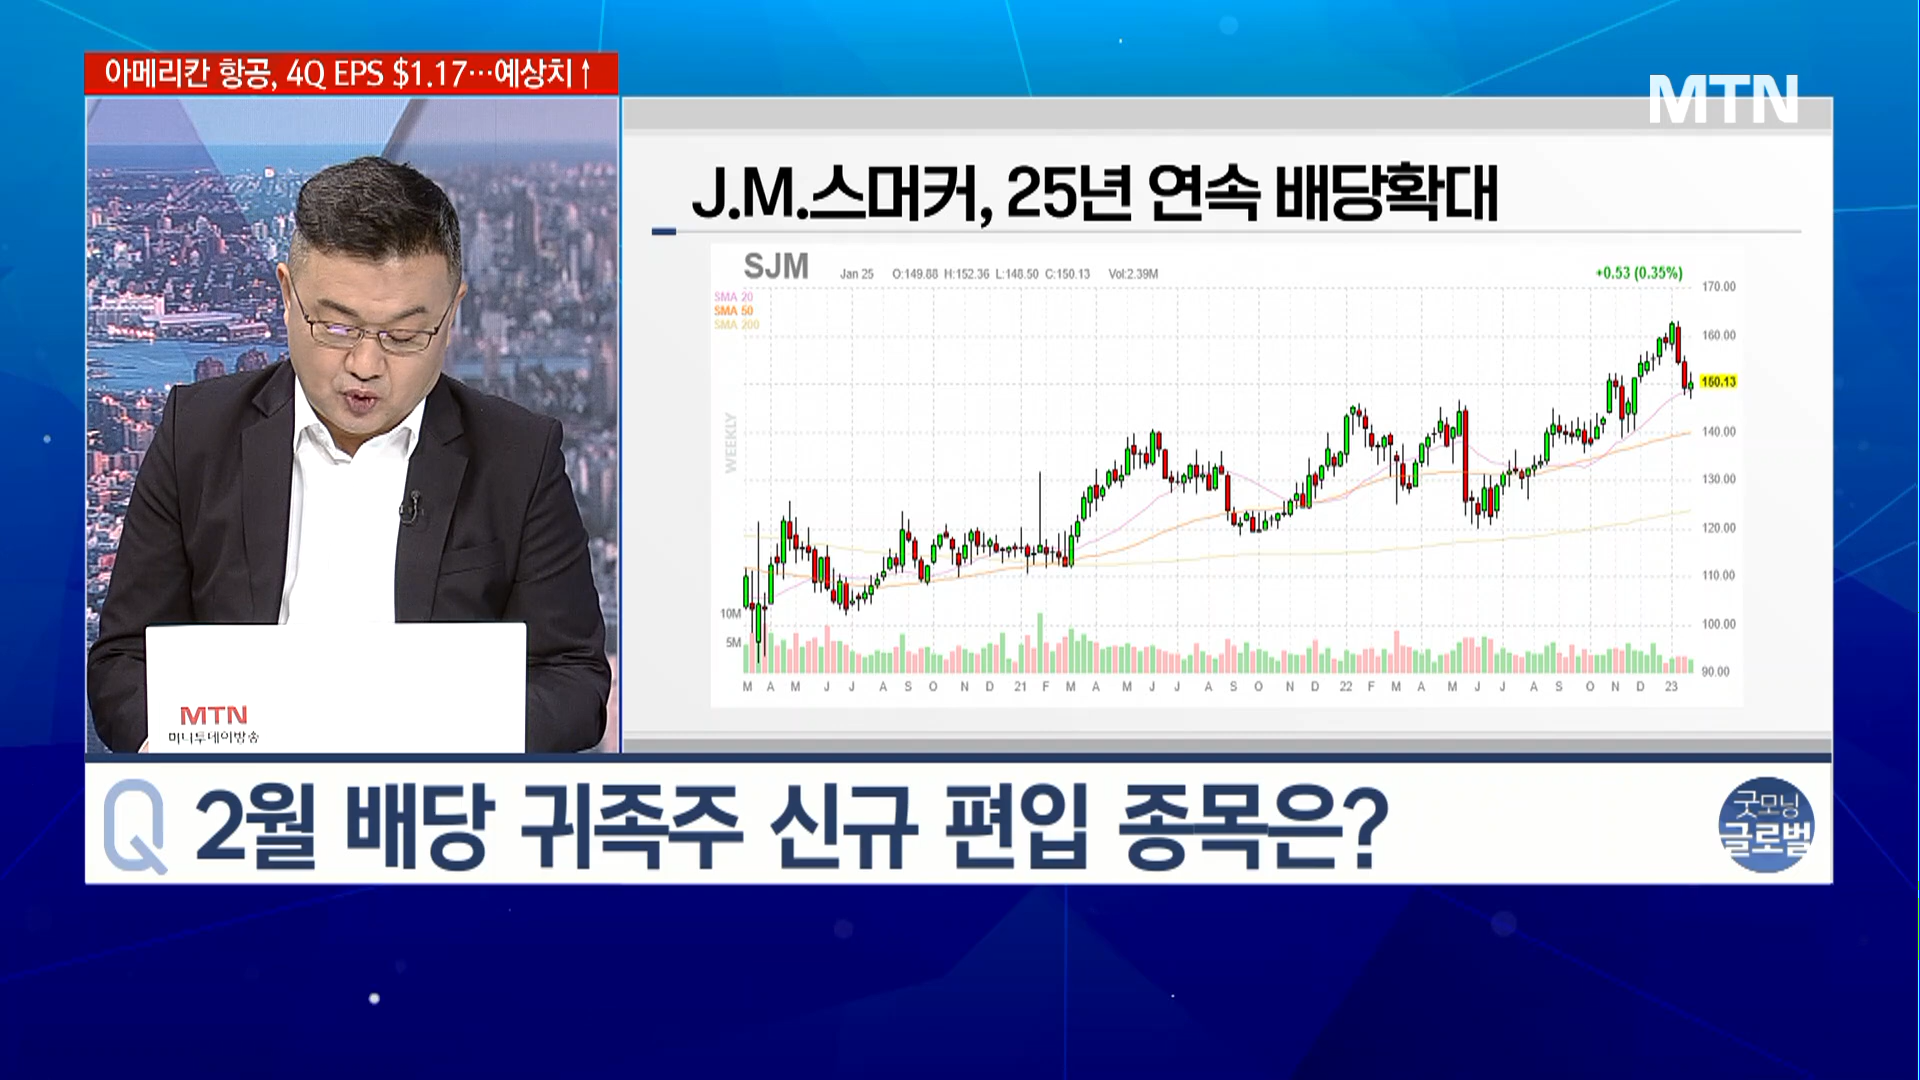 아메리칸 항공, 4Q EPS $1.17…예상치↑
MTN
J.M.스머커, 25년 연속 배당확대
SJM Jan 25 O:149.88 H:152.36 L:148.50 C:150.13 Vol:2.39M +0.53 (0.35%)
SMA 20
SMA 50
SMA 200
170.00
160.00
150.13
140.00
130.00
120.00
110.00
100.00
90.00
WEEKLY
10M
5M
M A M J J A S O N D 21 F M A M J J A S O N D 22 F M A M J J A S O N D 23
MTN
머니투데이방송
Q 2월 배당 귀족주 신규 편입 종목은?
굿모닝
글로벌